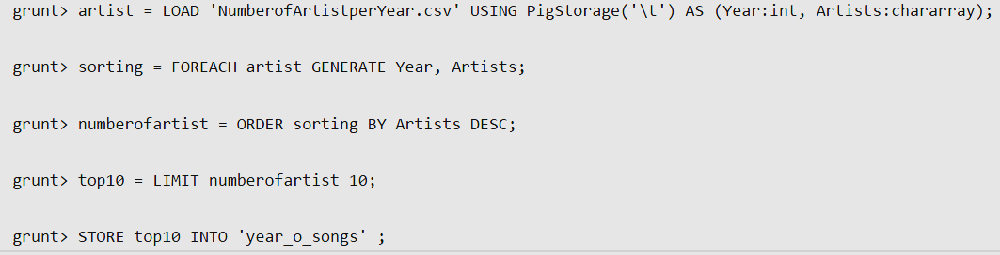 grunt> artist = LOAD 'NumberofArtistperYear.csv' USING PigStorage('\t') AS (Year:int, Artists:chararray);
grunt> sorting = FOREACH artist GENERATE Year, Artists;
grunt> numberofartist = ORDER sorting BY Artists DESC;
grunt> top10 = LIMIT numberofartist 10;
grunt> STORE top10 INTO 'year_o_songs' ;